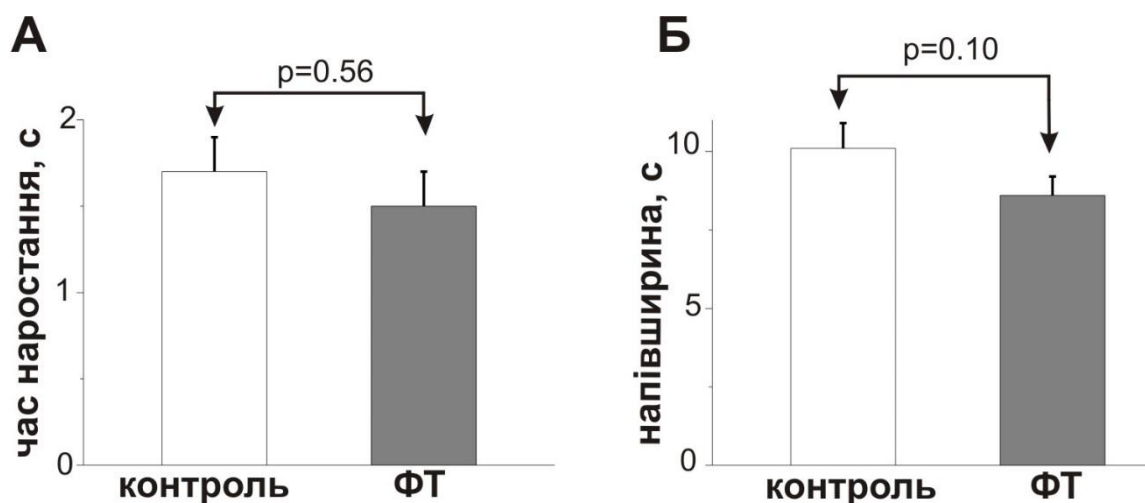 А
p=0.56
час наростання, с
2
1
0
контроль
ФТ
Б
p=0.10
напівширина, с
10
5
0
контроль
ФТ